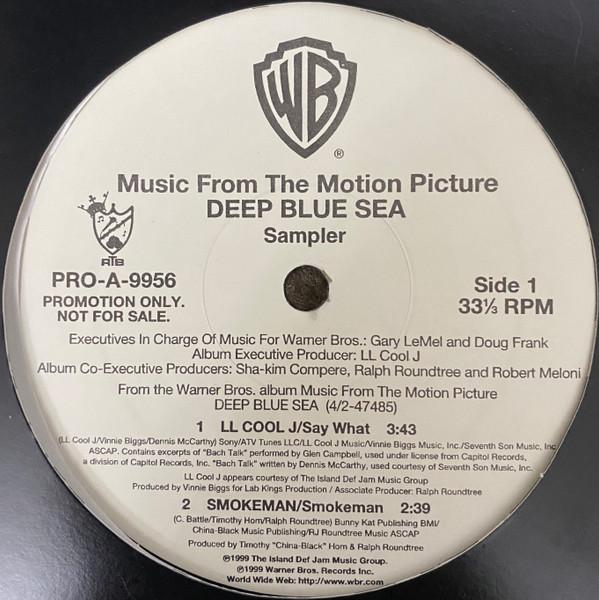 WB
®
Music From The Motion Picture
DEEP BLUE SEA
Sampler
RTB
PRO-A-9956
PROMOTION ONLY.
NOT FOR SALE.
Side 1
33⅓ RPM
Executives In Charge Of Music For Warner Bros.: Gary LeMel and Doug Frank
Album Executive Producer: LL Cool J
Album Co-Executive Producers: Sha-kim Compere, Ralph Roundtree and Robert Meloni
From the Warner Bros. album Music From The Motion Picture
DEEP BLUE SEA (4/2-47485)
1 LL COOL J/Say What 3:43
(LL Cool J/Vinnie Biggs/Dennis McCarthy) Sony/ATV Tunes LLC/LL Cool J Music/Vinnie Biggs Music, Inc./Seventh Son Music, Inc.
ASCAP. Contains excerpts of "Bach Talk" performed by Glen Campbell, used under license from Capitol Records,
a division of Capitol Records, Inc. "Bach Talk" written by Dennis McCarthy, used courtesy of Seventh Son Music, Inc.
LL Cool J appears courtesy of The Island Def Jam Music Group
Produced by Vinnie Biggs for Lab Kings Production / Associate Producer: Ralph Roundtree
2 SMOKEMAN/Smokeman 2:39
(C. Battle/Timothy Horn/Ralph Roundtree) Bunny Kat Publishing BMI/
China-Black Music Publishing/RJ Roundtree Music ASCAP
Produced by Timothy "China-Black" Horn & Ralph Roundtree
℗1999 The Island Def Jam Music Group.
℗1999 Warner Bros. Records Inc.
World Wide Web: http://www.wbr.com